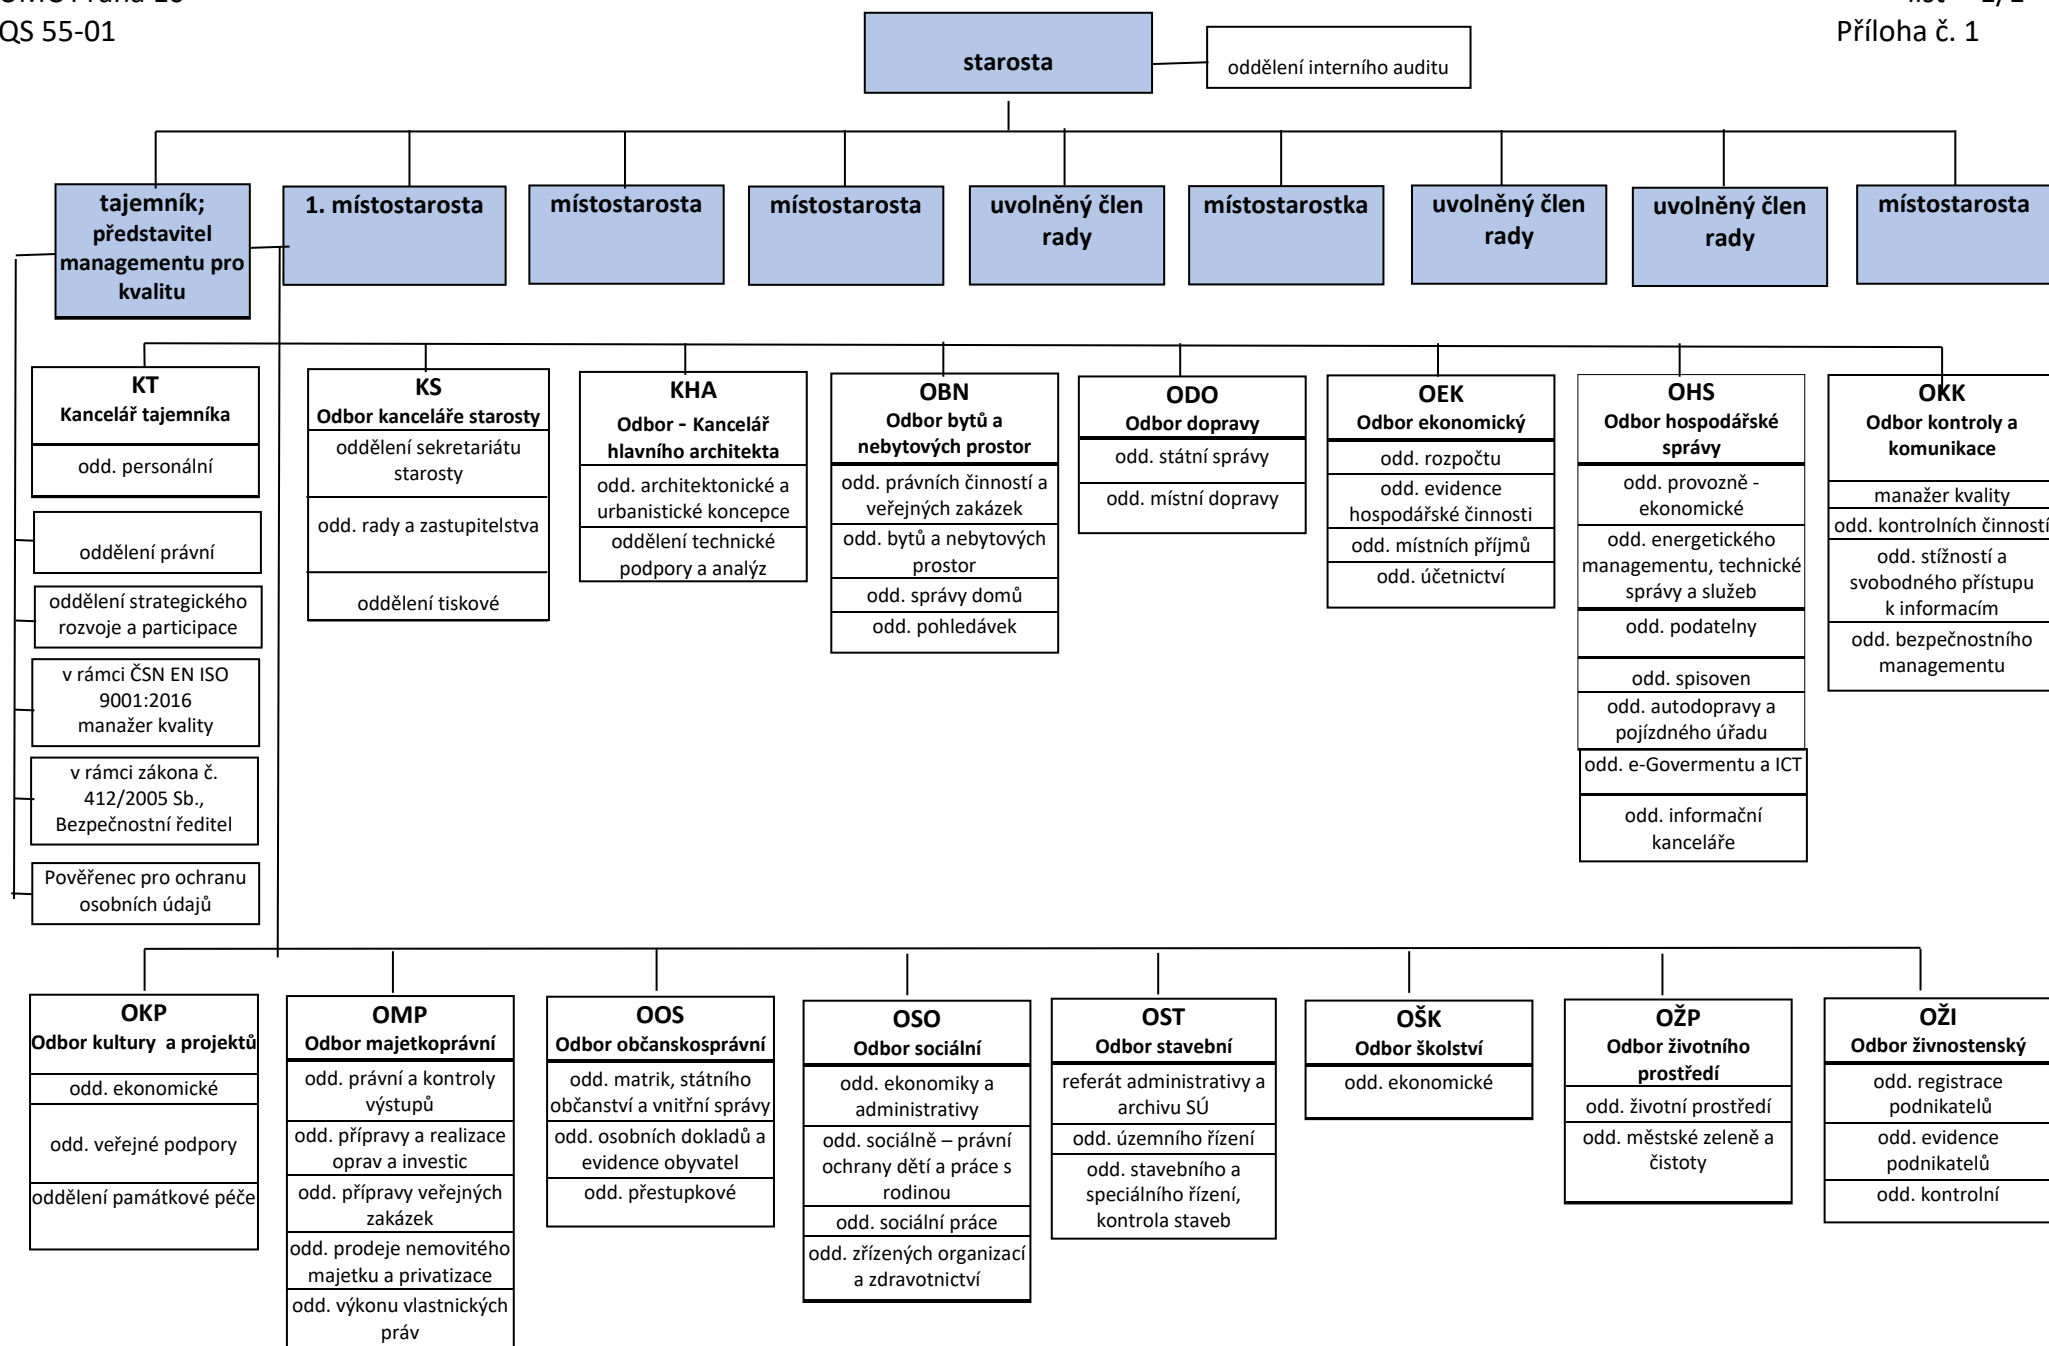 QS 55-01
Příloha č. 1
starosta
oddělení interního auditu
tajemník;
představitel
managementu pro
kvalitu
1. místostarosta
místostarosta
místostarosta
uvolněný člen
rady
místostarostka
uvolněný člen
rady
uvolněný člen
rady
místostarosta
KT
Kancelář tajemníka
odd. personální
oddělení právní
oddělení strategického
rozvoje a participace
v rámci ČSN EN ISO
9001:2016
manažer kvality
v rámci zákona č.
412/2005 Sb.,
Bezpečnostní ředitel
Pověřenec pro ochranu
osobních údajů
KS
Odbor kanceláře starosty
oddělení sekretariátu
starosty
odd. rady a zastupitelstva
oddělení tiskové
KHA
Odbor - Kancelář
hlavního architekta
odd. architektonické a
urbanistické koncepce
oddělení technické
podpory a analýz
OBN
Odbor bytů a
nebytových prostor
odd. právních činností a
veřejných zakázek
odd. bytů a nebytových
prostor
odd. správy domů
odd. pohledávek
ODO
Odbor dopravy
odd. státní správy
odd. místní dopravy
OEK
Odbor ekonomický
odd. rozpočtu
odd. evidence
hospodářské činnosti
odd. místních příjmů
odd. účetnictví
OHS
Odbor hospodářské
správy
odd. provozně -
ekonomické
odd. energetického
managementu, technické
správy a služeb
odd. podatelny
odd. spisoven
odd. autodopravy a
pojízdného úřadu
odd. e-Govermentu a ICT
odd. informační
kanceláře
OKK
Odbor kontroly a
komunikace
manažer kvality
odd. kontrolních činností
odd. stížností a
svobodného přístupu
k informacím
odd. bezpečnostního
managementu
OKP
Odbor kultury  a projektů
odd. ekonomické
odd. veřejné podpory
oddělení památkové péče
OMP
Odbor majetkoprávní
odd. právní a kontroly
výstupů
odd. přípravy a realizace
oprav a investic
odd. přípravy veřejných
zakázek
odd. prodeje nemovitého
majetku a privatizace
odd. výkonu vlastnických
práv
OOS
Odbor občanskosprávní
odd. matrik, státního
občanství a vnitřní správy
odd. osobních dokladů a
evidence obyvatel
odd. přestupkové
OSO
Odbor sociální
odd. ekonomiky a
administrativy
odd. sociálně – právní
ochrany dětí a práce s
rodinou
odd. sociální práce
odd. zřízených organizací
a zdravotnictví
OST
Odbor stavební
referát administrativy a
archivu SÚ
odd. územního řízení
odd. stavebního a
speciálního řízení,
kontrola staveb
OŠK
Odbor školství
odd. ekonomické
OŽP
Odbor životního
prostředí
odd. životní prostředí
odd. městské zeleně a
čistoty
OŽI
Odbor živnostenský
odd. registrace
podnikatelů
odd. evidence
podnikatelů
odd. kontrolní